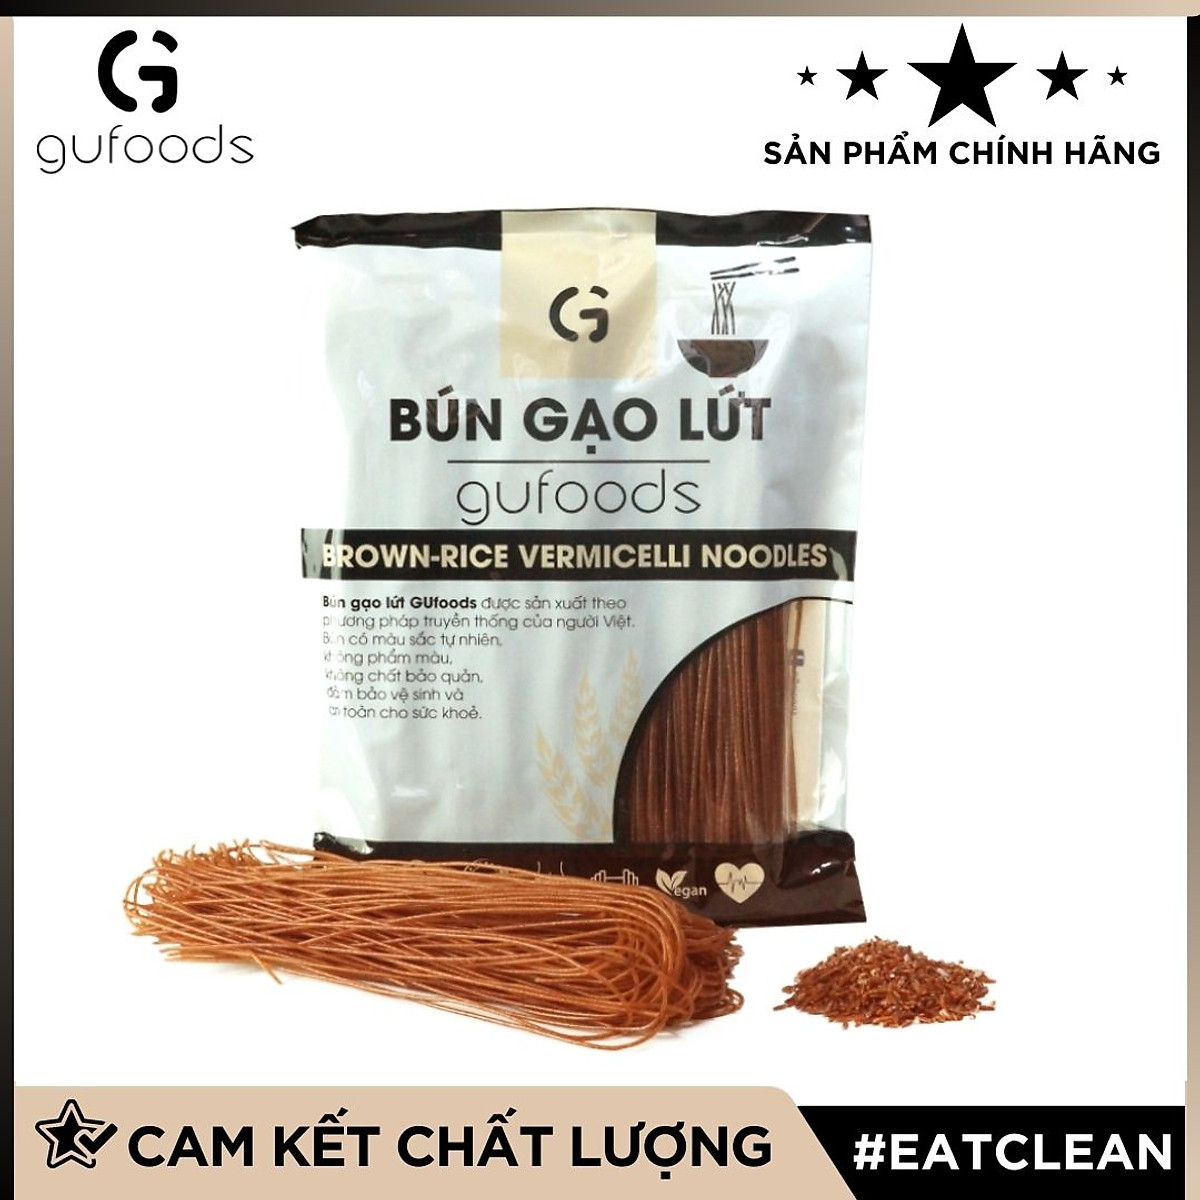 gufoods
SẢN PHẨM CHÍNH HÃNG
BÚN GẠO LỨT
gufoods
BROWN-RICE VERMICELLI NOODLES
Bún gạo lứt GUfoods được sản xuất theo
phương pháp truyền thống của người Việt.
Bún có màu sắc tự nhiên,
không phẩm màu,
không chất bảo quản,
đảm bảo vệ sinh và
an toàn cho sức khoẻ.
Vegan
CAM KẾT CHẤT LƯỢNG
#EATCLEAN